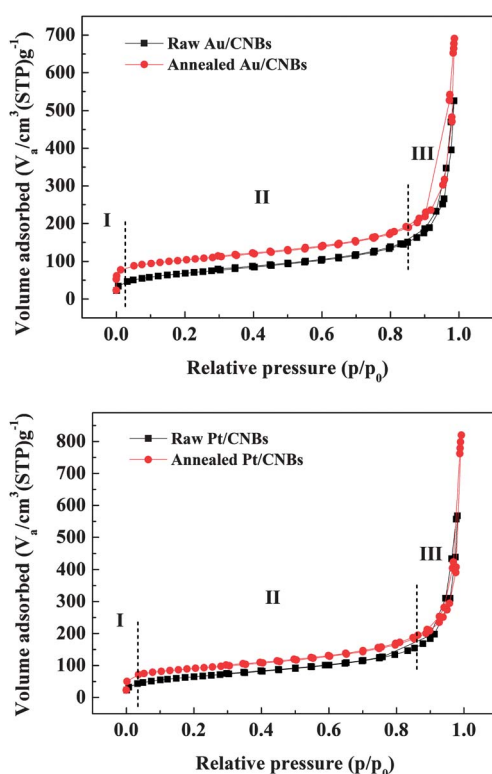 700
600
500
400
300
200
100
0
Volume adsorbed (Va/cm3(STP)g-1)
Raw Au/CNBs
Annealed Au/CNBs
I
II
III
0.0 0.2 0.4 0.6 0.8 1.0
Relative pressure (p/p0)
800
700
600
500
400
300
200
100
0
Volume adsorbed (Va/cm3(STP)g-1)
Raw Pt/CNBs
Annealed Pt/CNBs
I
II
III
0.0 0.2 0.4 0.6 0.8 1.0
Relative pressure (p/p0)